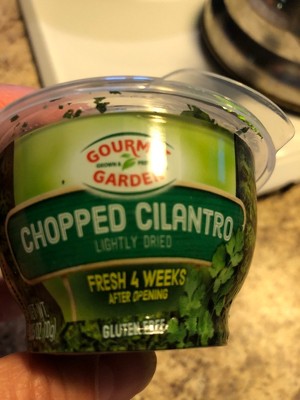 GOURMET
GARDEN
CHOPPED CILANTRO
LIGHTLY DRIED
FRESH 4 WEEKS
AFTER OPENING
GLUTEN FREE